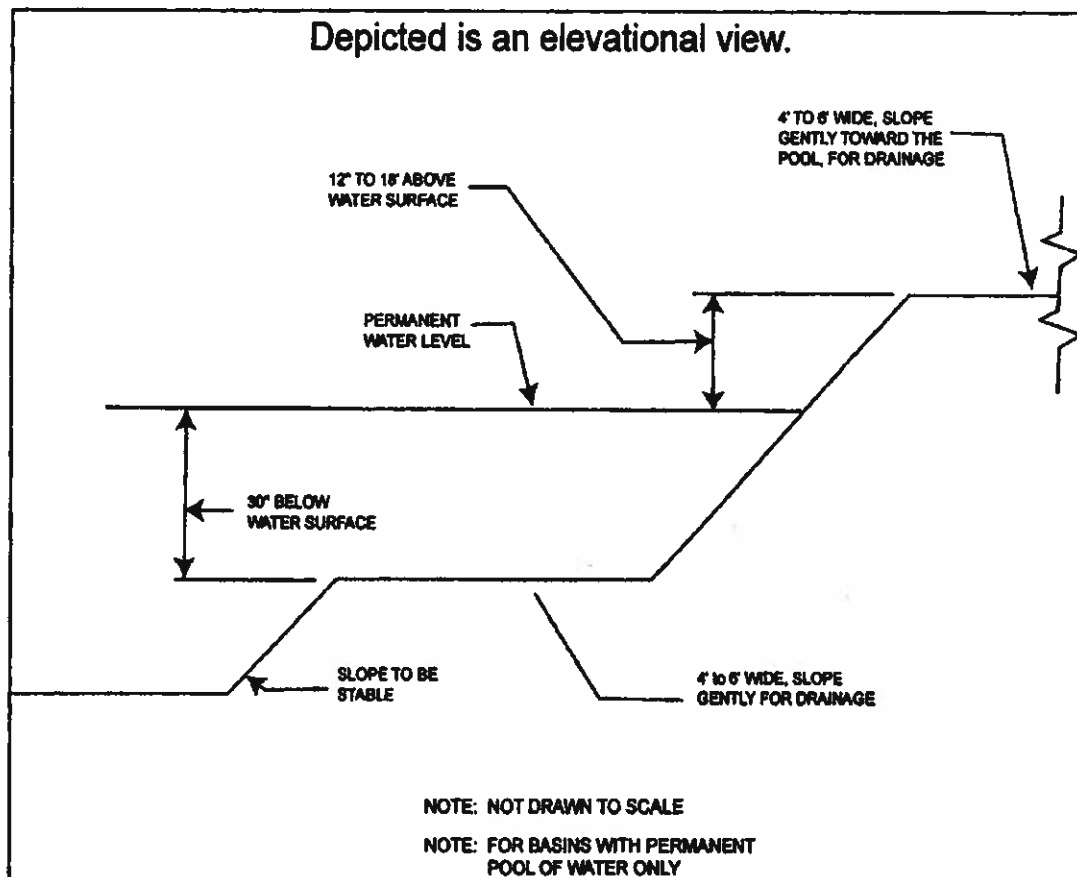 Depicted is an elevational view.
4' TO 6' WIDE, SLOPE
GENTLY TOWARD THE
POOL, FOR DRAINAGE
12" TO 18" ABOVE
WATER SURFACE
PERMANENT
WATER LEVEL
30" BELOW
WATER SURFACE
SLOPE TO BE
STABLE
4' to 6' WIDE, SLOPE
GENTLY FOR DRAINAGE
NOTE: NOT DRAWN TO SCALE
NOTE: FOR BASINS WITH PERMANENT
POOL OF WATER ONLY